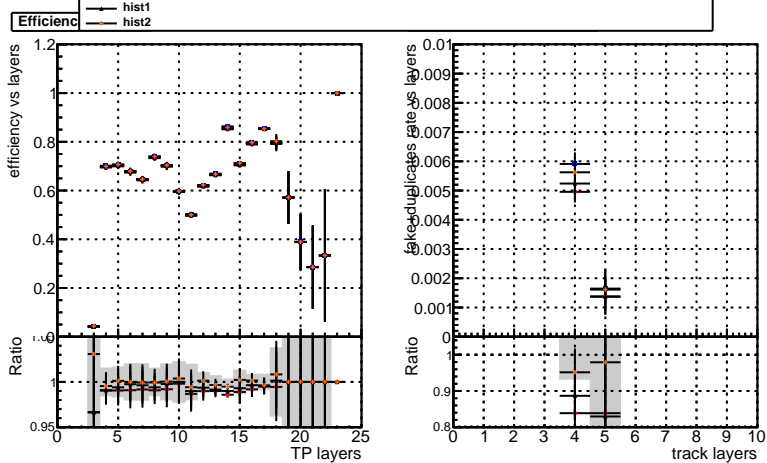 hist1
Efficienc
hist2
efficiency vs layers
1.2
1
0.8
0.6
0.4
0.2
0
Ratio
1
0.95
0 5 10 15 20 25
TP layers
fake+duplicates rate vs layers
0.01
0.009
0.008
0.007
0.006
0.005
0.004
0.003
0.002
0.001
0
Ratio
1
0.9
0.8
0 1 2 3 4 5 6 7 8 9 10
track layers